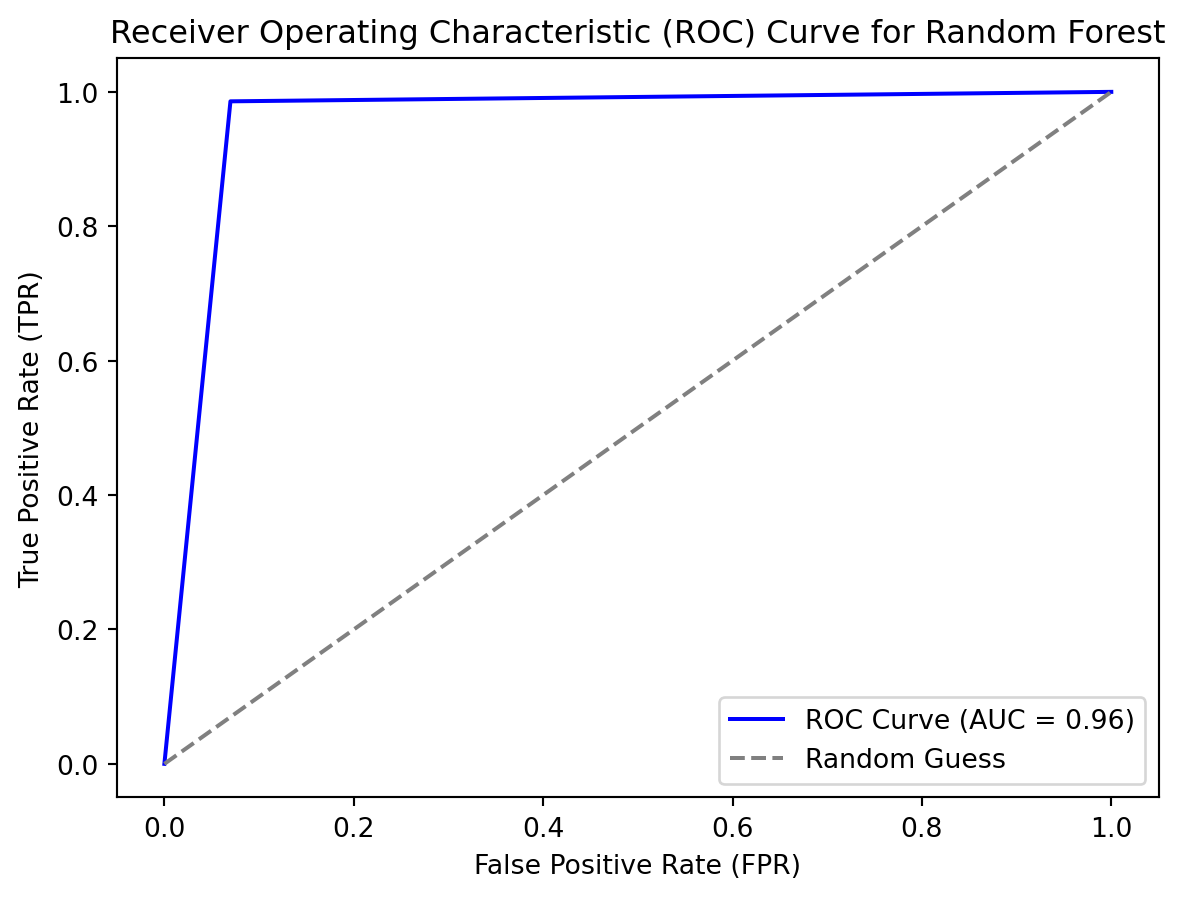 Receiver Operating Characteristic (ROC) Curve for Random Forest
1.0
0.8
0.6
0.4
0.2
0.0
True Positive Rate (TPR)
ROC Curve (AUC = 0.96)
Random Guess
0.0 0.2 0.4 0.6 0.8 1.0
False Positive Rate (FPR)